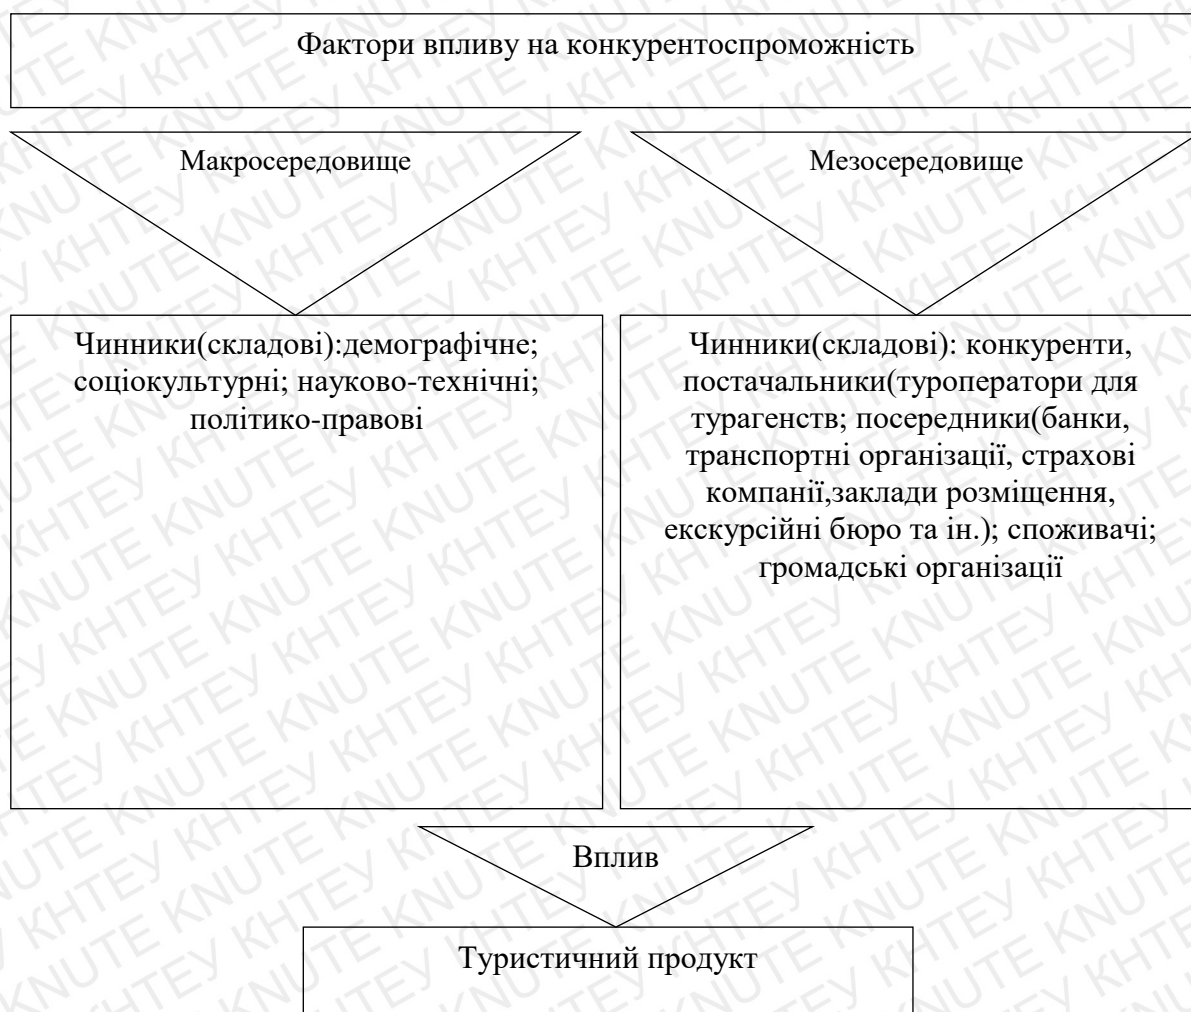 Фактори впливу на конкурентоспроможність
Макросередовище
Мезосередовище
Чинники(складові):демографічне;
соціокультурні; науково-технічні;
політико-правові
Чинники(складові): конкуренти,
постачальники(туроператори для
турагенств; посередники(банки,
транспортні організації, страхові
компанії,заклади розміщення,
екскурсійні бюро та ін.); споживачі;
громадські організації
Вплив
Туристичний продукт